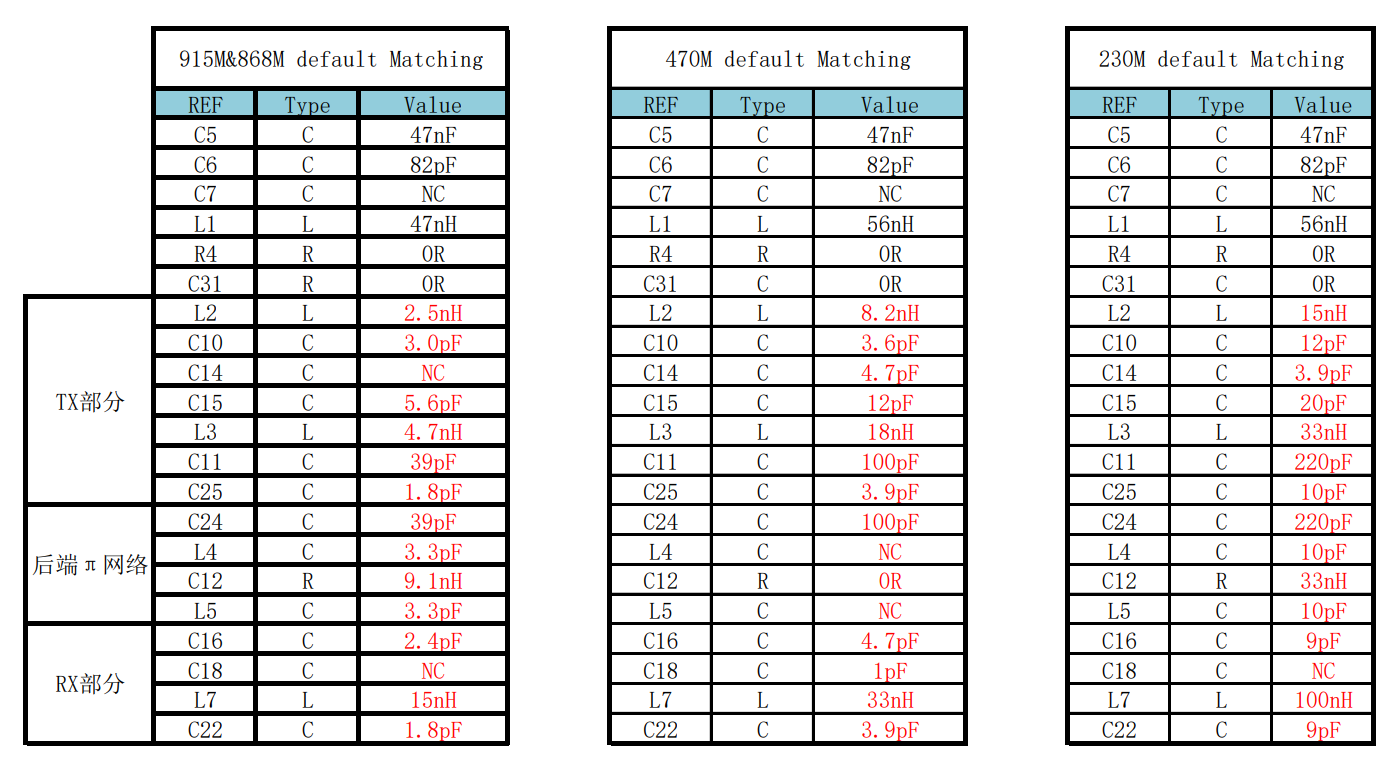 915M&868M default Matching 470M default Matching 230M default Matching
REF Type Value REF Type Value REF Type Value
C5 C 47nF C5 C 47nF C5 C 47nF
C6 C 82pF C6 C 82pF C6 C 82pF
C7 C NC C7 C NC C7 C NC
L1 L 47nH L1 L 56nH L1 L 56nH
R4 R 0R R4 R 0R R4 R 0R
C31 R 0R C31 C 0R C31 C 0R
L2 L 2.5nH L2 L 8.2nH L2 L 15nH
C10 C 3.0pF C10 C 3.6pF C10 C 12pF
C14 C NC C14 C 4.7pF C14 C 3.9pF
TX部分 C15 C 5.6pF C15 C 12pF C15 C 20pF
L3 L 4.7nH L3 L 18nH L3 L 33nH
C11 C 39pF C11 C 100pF C11 C 220pF
C25 C 1.8pF C25 C 3.9pF C25 C 10pF
C24 C 39pF C24 C 100pF C24 C 220pF
L4 C 3.3pF L4 C NC L4 C 10pF
后端π网络 C12 R 9.1nH C12 R 0R C12 R 33nH
L5 C 3.3pF L5 C NC L5 C 10pF
C16 C 2.4pF C16 C 4.7pF C16 C 9pF
C18 C NC C18 C 1pF C18 C NC
RX部分 L7 L 15nH L7 L 33nH L7 L 100nH
C22 C 1.8pF C22 C 3.9pF C22 C 9pF